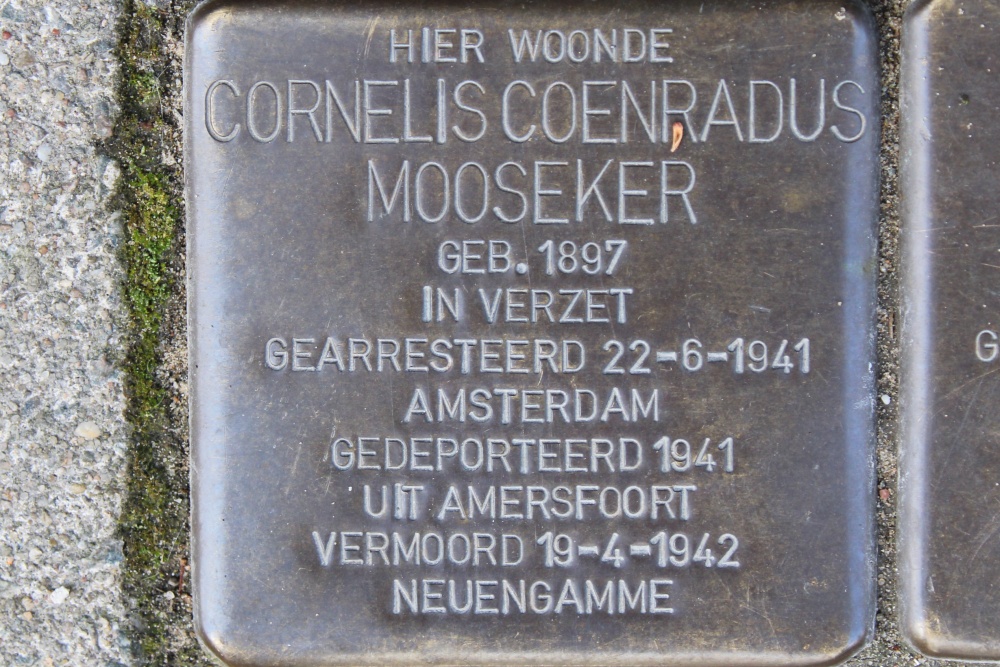 HIER WOONDE
CORNELIS COENRADUS
MOOSEKER
GEB. 1897
IN VERZET
GEARRESTEERD 22-6-1941
AMSTERDAM
GEDEPORTEERD 1941
UIT AMERSFOORT
VERMOORD 19-4-1942
NEUENGAMME
G